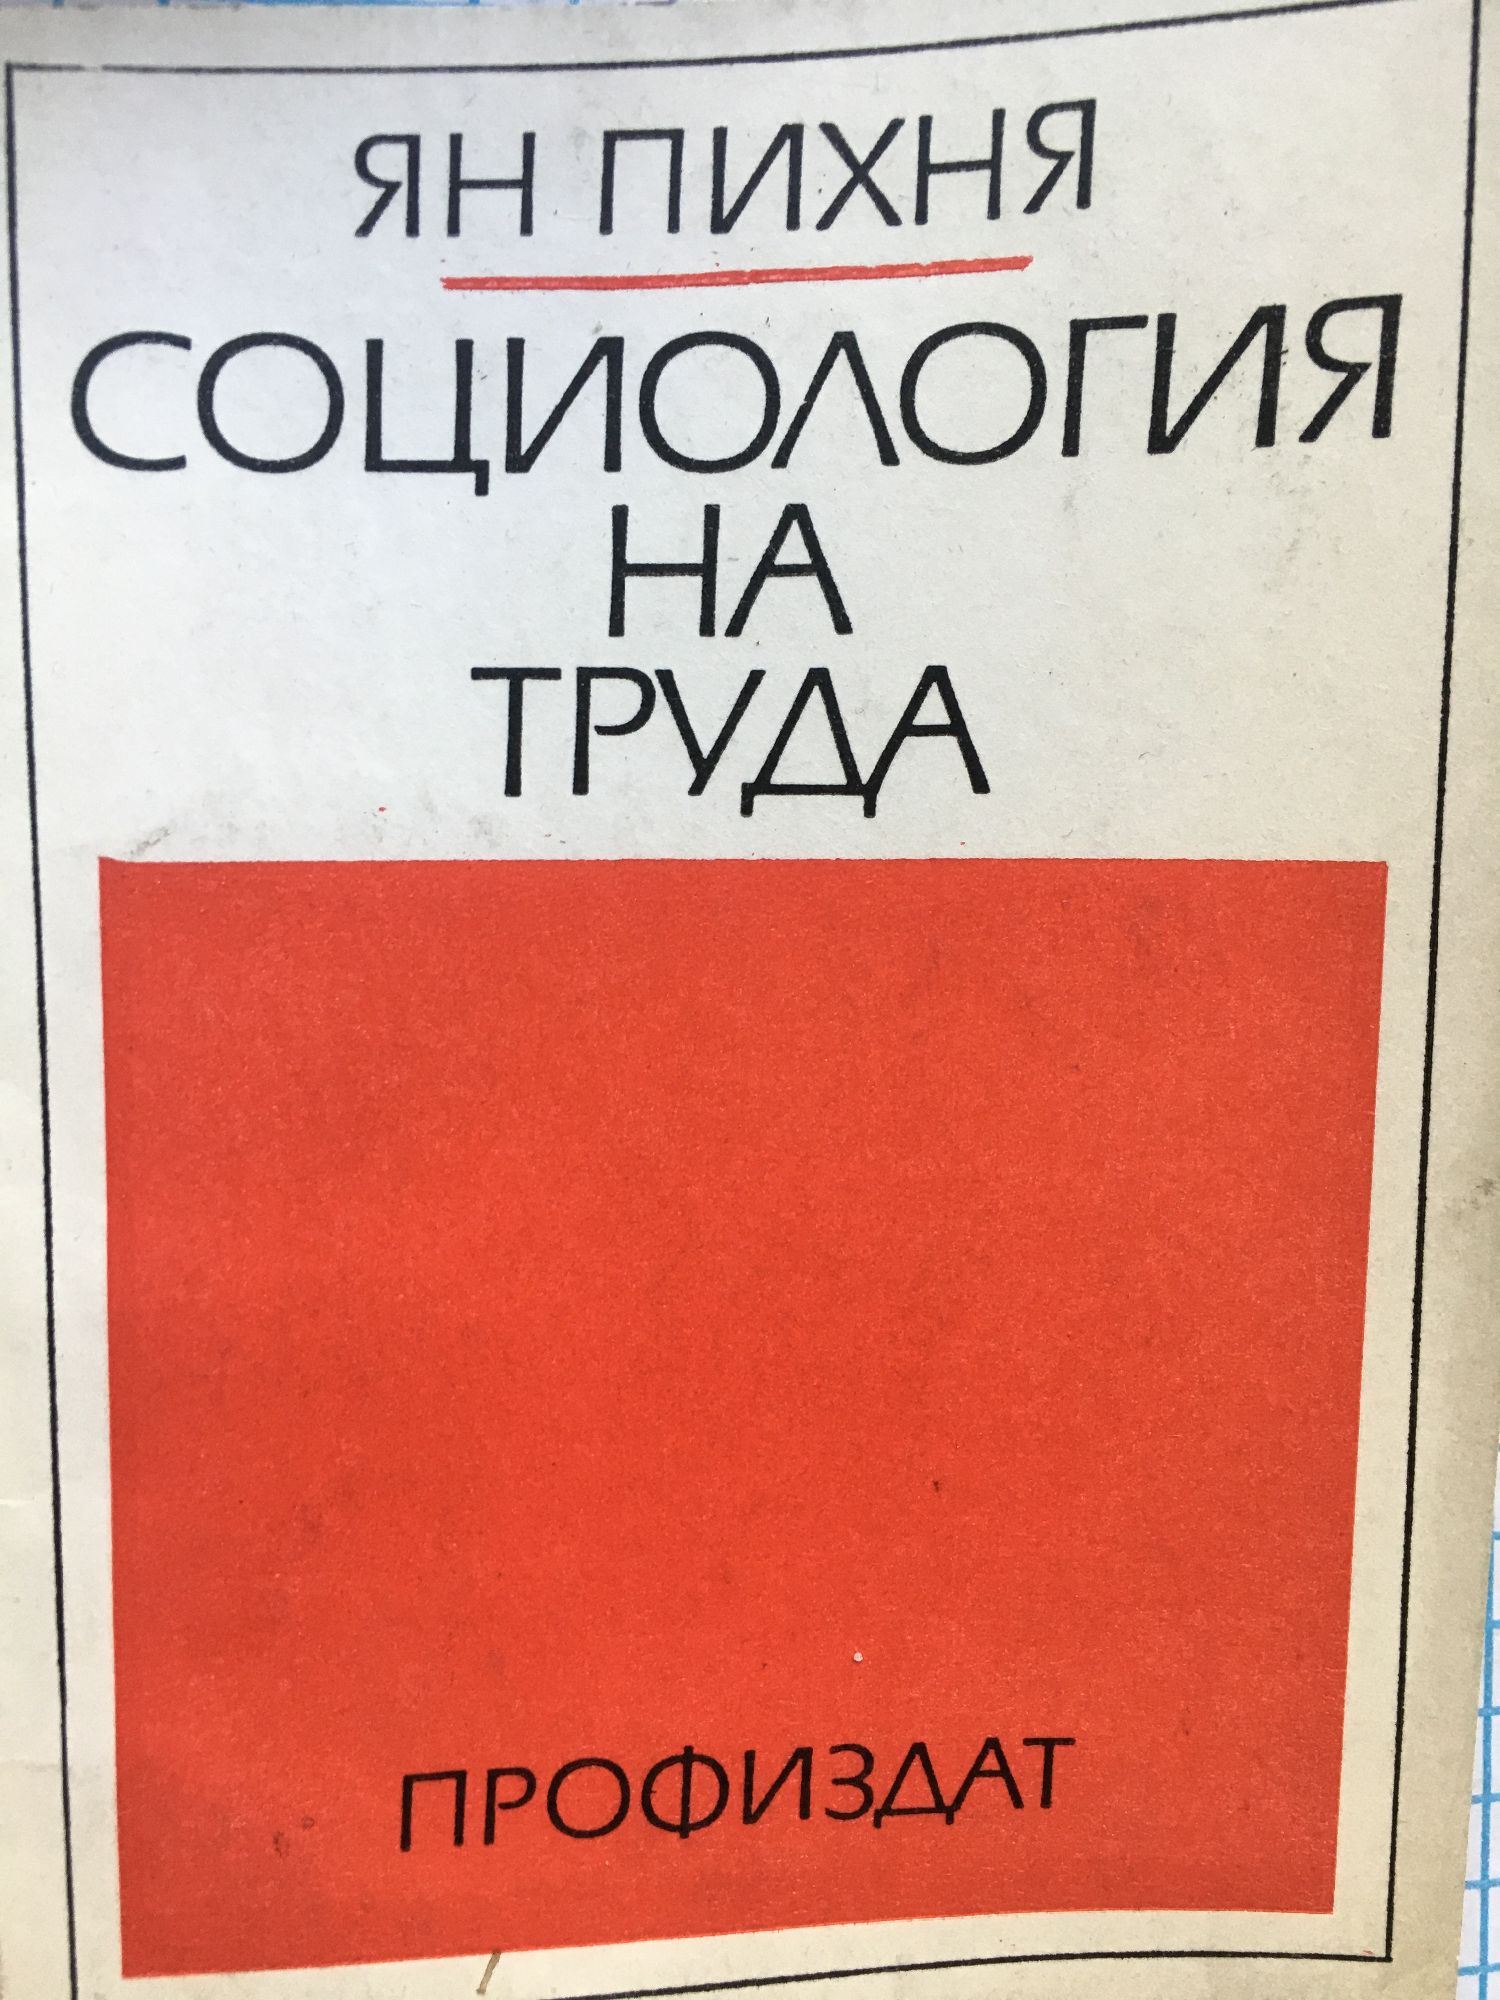 ЯН ПИХНЯ
СОЦИОЛОГИЯ
НА
ТРУДА
ПРОФИЗДАТ